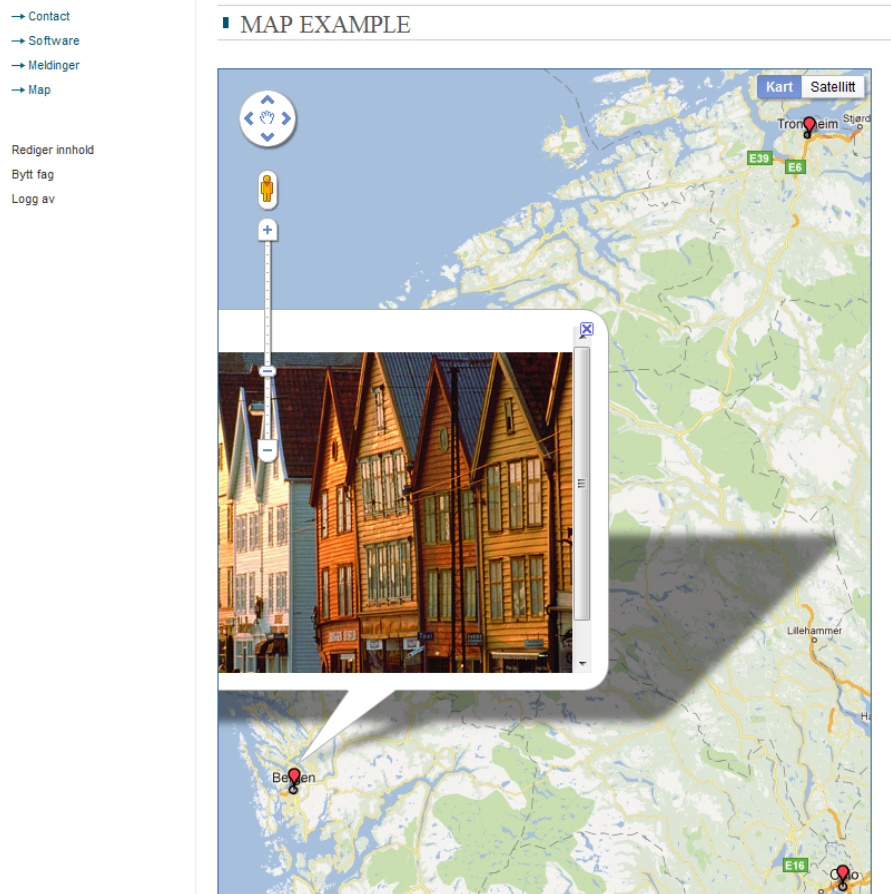 Contact
Software
Meldinger
Map
Rediger innhold
Bytt fag
Logg av
MAP EXAMPLE
Kart Satellitt
Stjørd
E39
E6
Lillehammer
E16